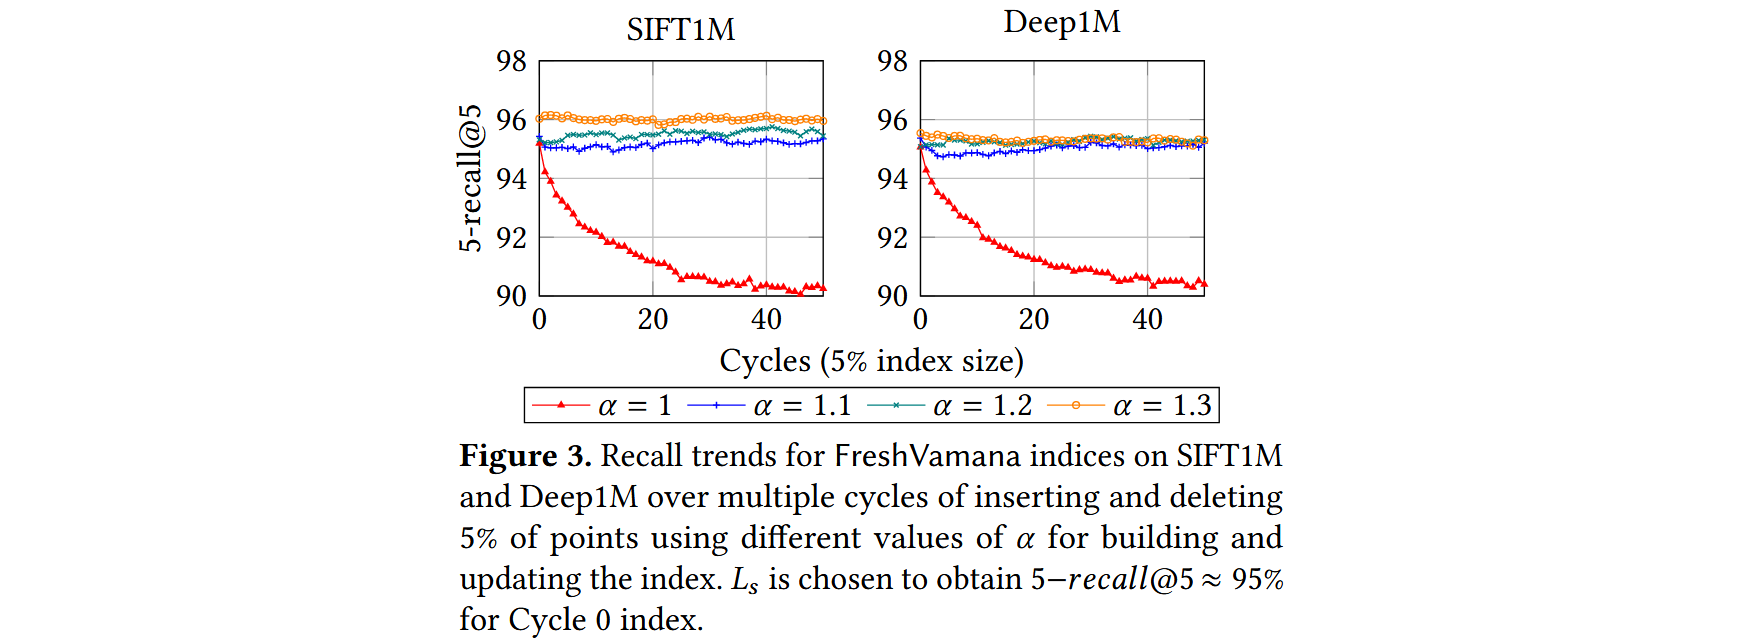 SIFT1M
Deep1M
98
96
94
92
90
5-recall@5
0
20
40
98
96
94
92
90
0
20
40
Cycles (5% index size)
α = 1
α = 1.1
α = 1.2
α = 1.3
Figure 3. Recall trends for FreshVamana indices on SIFT1M
and Deep1M over multiple cycles of inserting and deleting
5% of points using different values of α for building and
updating the index. Lₛ is chosen to obtain 5−recall@5 ≈ 95%
for Cycle 0 index.